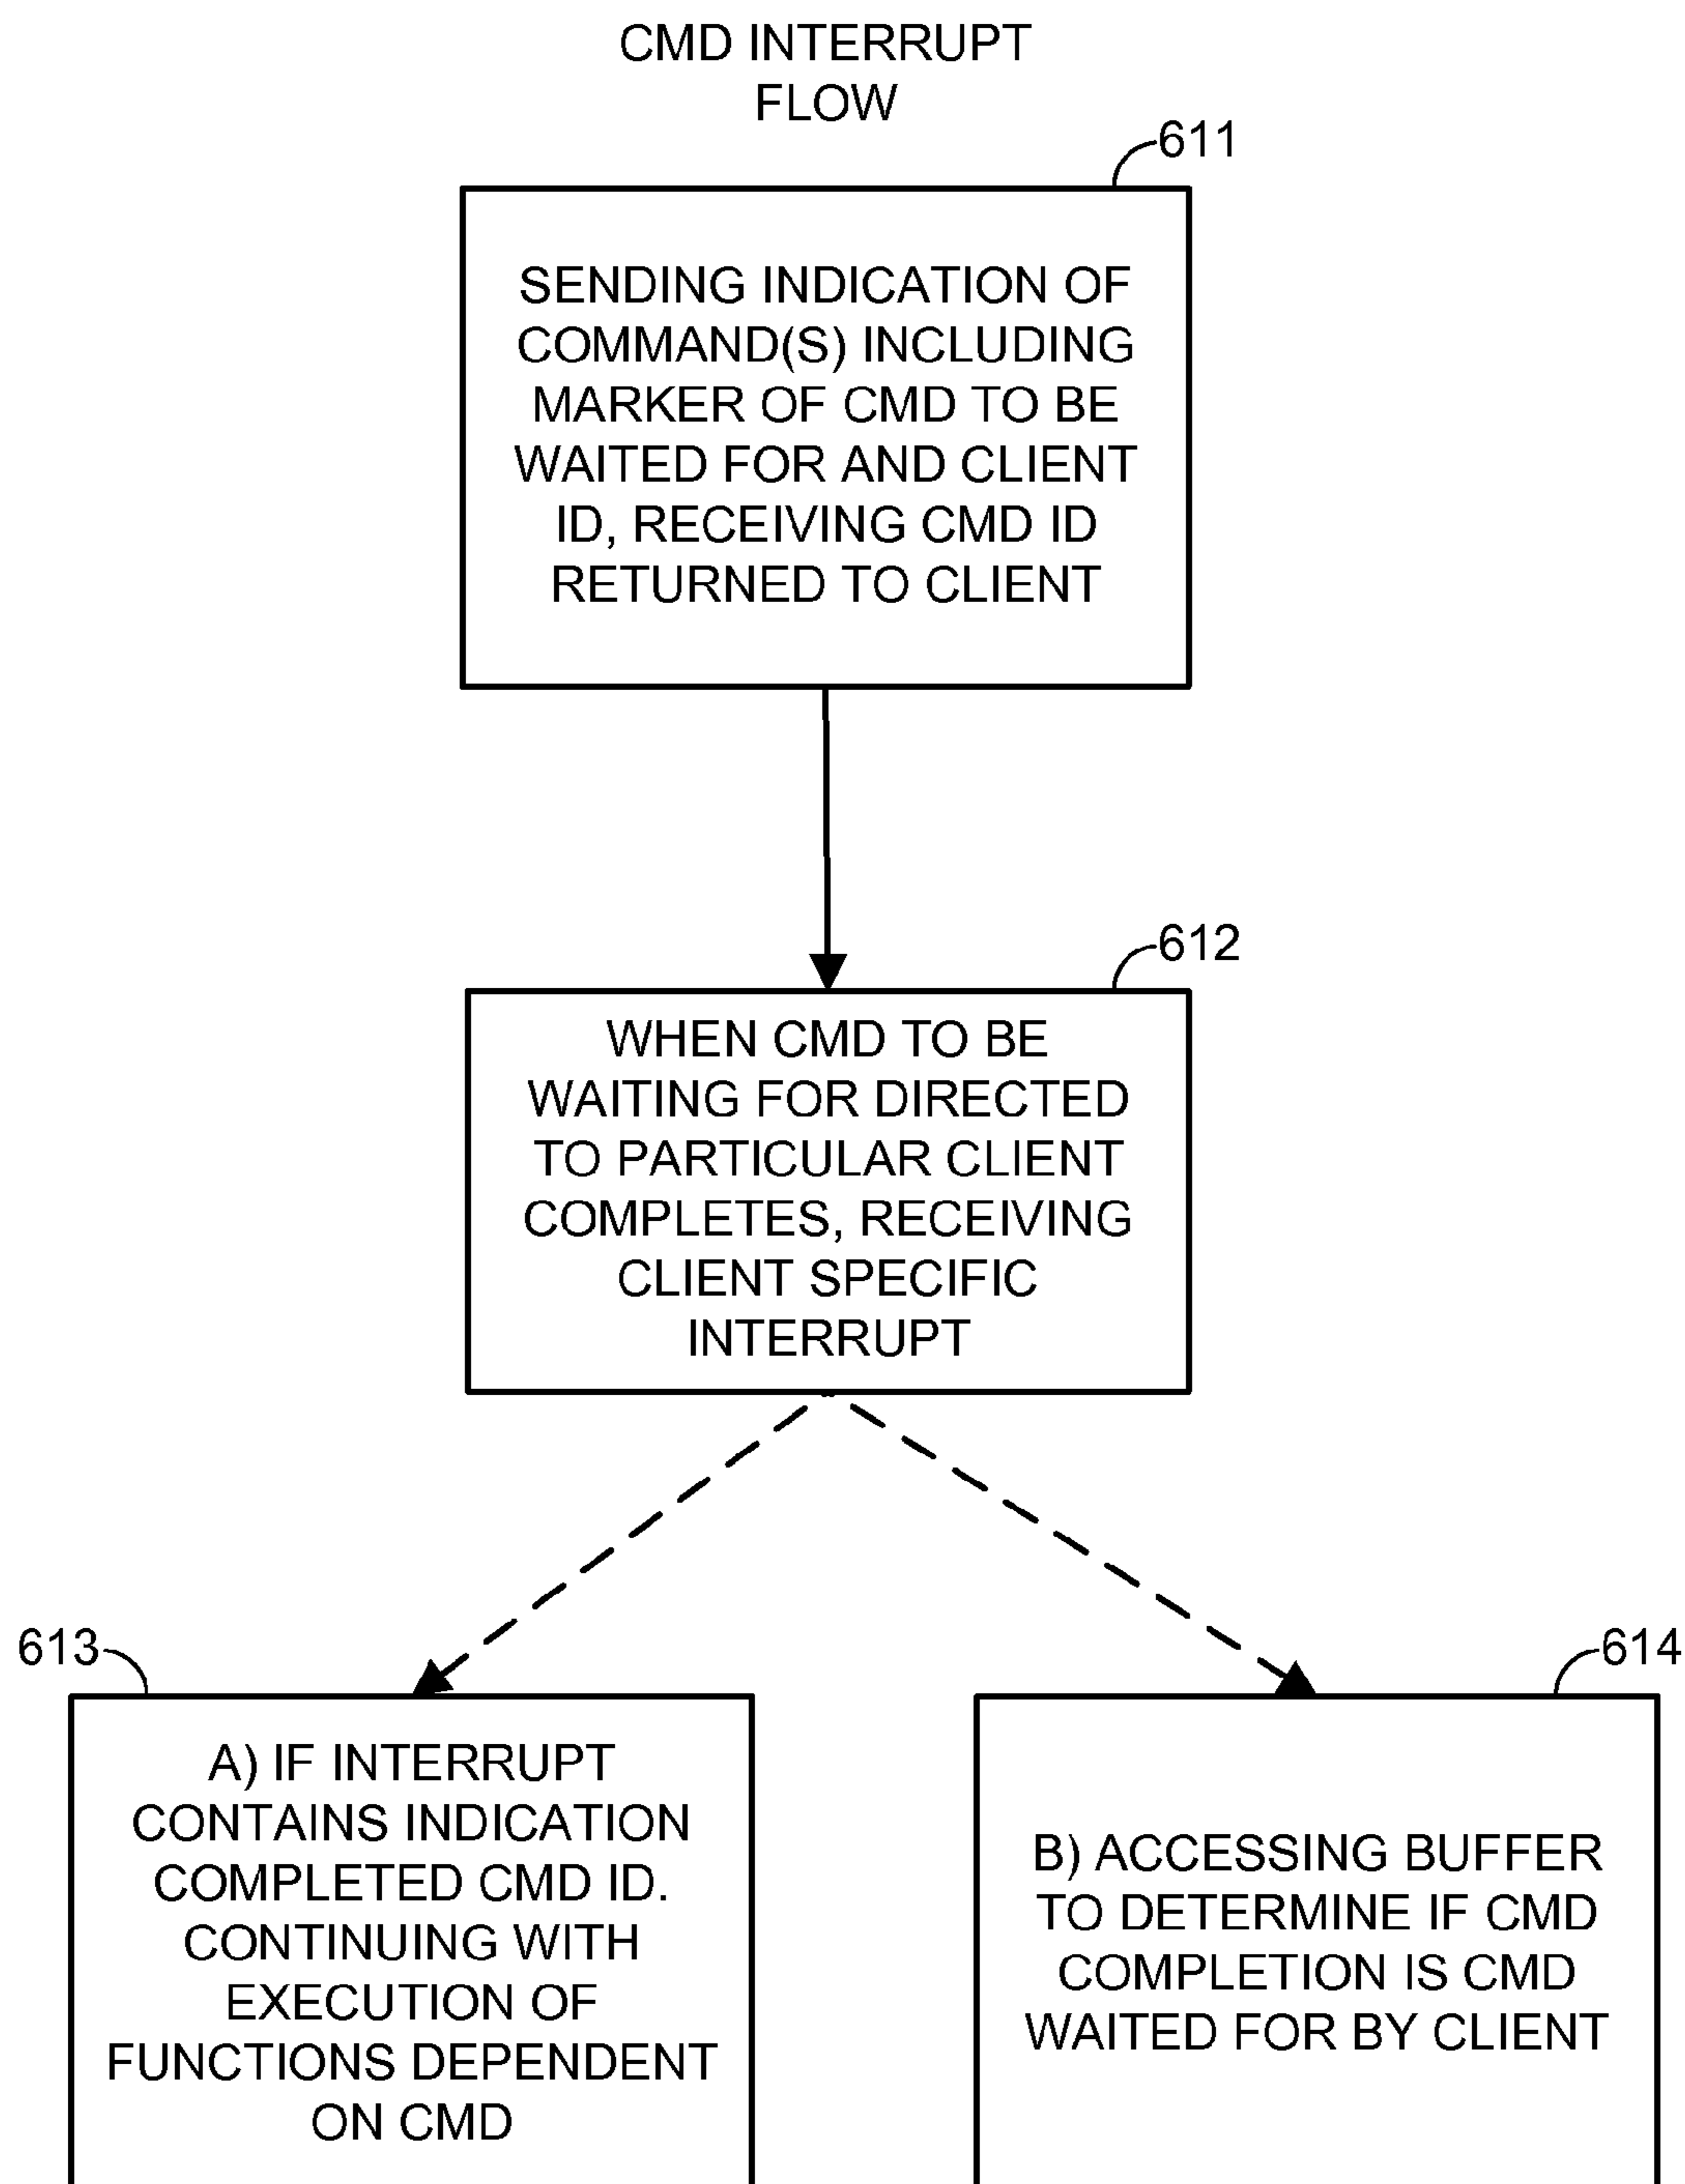 CMD INTERRUPT
FLOW
611
SENDING INDICATION OF
COMMAND(S) INCLUDING
MARKER OF CMD TO BE
WAITED FOR AND CLIENT
ID, RECEIVING CMD ID
RETURNED TO CLIENT
612
WHEN CMD TO BE
WAITING FOR DIRECTED
TO PARTICULAR CLIENT
COMPLETES, RECEIVING
CLIENT SPECIFIC
INTERRUPT
613
A) IF INTERRUPT
CONTAINS INDICATION
COMPLETED CMD ID.
CONTINUING WITH
EXECUTION OF
FUNCTIONS DEPENDENT
ON CMD
614
B) ACCESSING BUFFER
TO DETERMINE IF CMD
COMPLETION IS CMD
WAITED FOR BY CLIENT